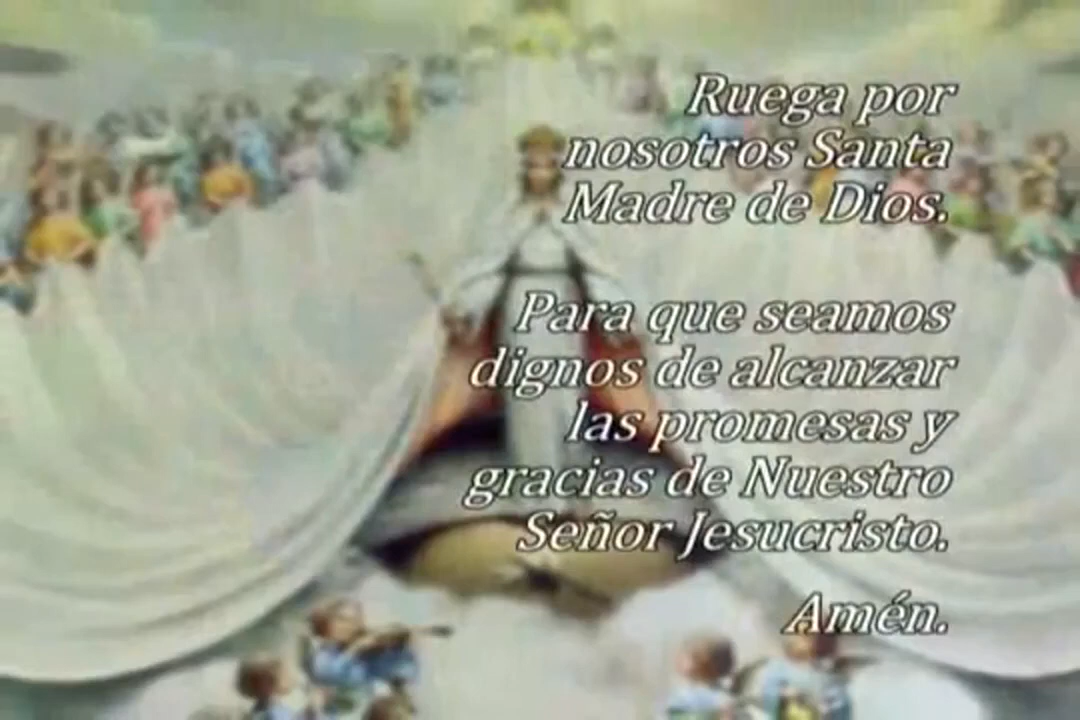 Ruega por
nosotros Santa
Madre de Dios.
Para que seamos
dignos de alcanzar
las promesas y
gracias de Nuestro
Señor Jesucristo.
Amén.